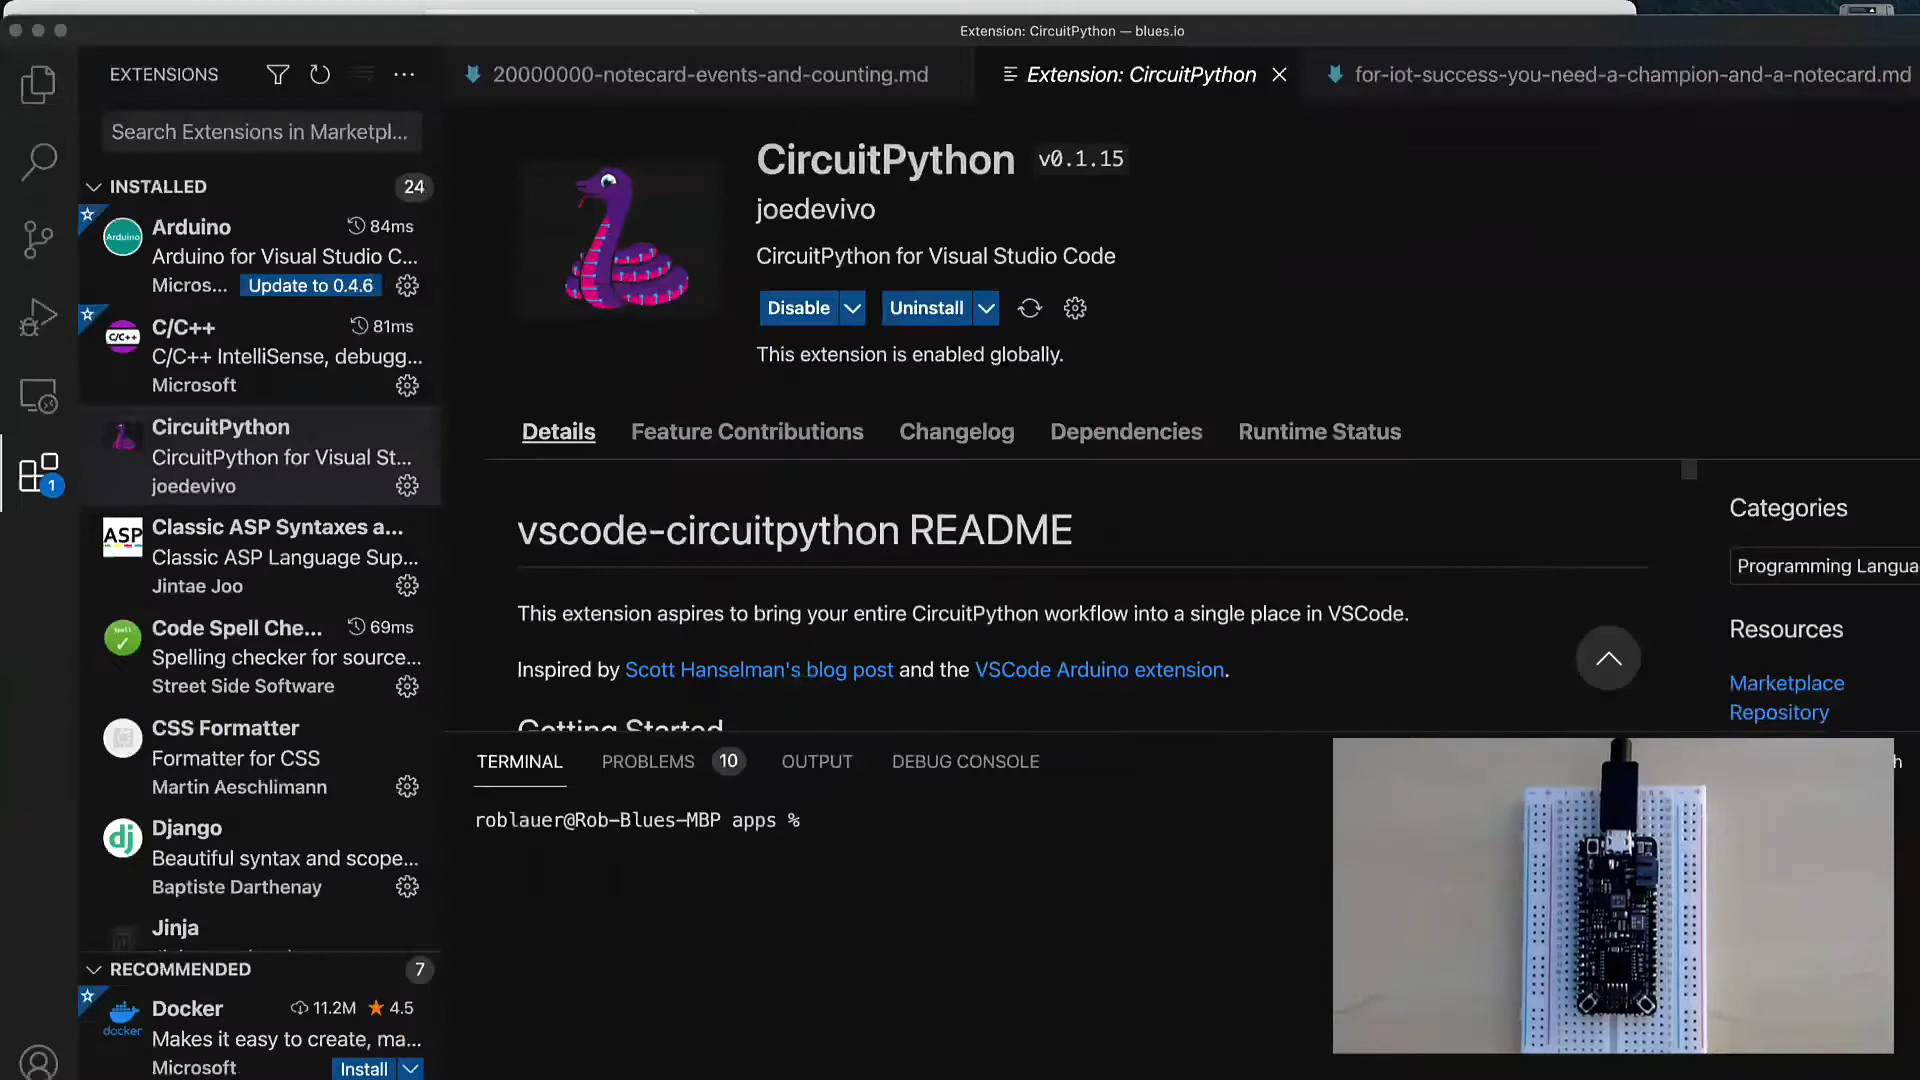 Extension: CircuitPython — blues.io
EXTENSIONS
Search Extensions in Marketpl...
INSTALLED
24
Arduino
Arduino
84ms
Arduino for Visual Studio C...
Micros...
Update to 0.4.6
C/C++
C/C++
81ms
C/C++ IntelliSense, debugg...
Microsoft
CircuitPython
CircuitPython for Visual St...
joedevivo
1
ASP
Classic ASP Syntaxes a...
Classic ASP Language Sup...
Jintae Joo
Spell
Code Spell Che...
69ms
Spelling checker for source...
Street Side Software
CSS Formatter
Formatter for CSS
Martin Aeschlimann
dj
Django
Beautiful syntax and scope...
Baptiste Darthenay
Jinja
RECOMMENDED
7
docker
Docker
11.2M
4.5
Makes it easy to create, ma...
Microsoft
Install
20000000-notecard-events-and-counting.md
Extension: CircuitPython
for-iot-success-you-need-a-champion-and-a-notecard.md
CircuitPython
v0.1.15
joedevivo
CircuitPython for Visual Studio Code
Disable
Uninstall
This extension is enabled globally.
Details
Feature Contributions
Changelog
Dependencies
Runtime Status
vscode-circuitpython README
This extension aspires to bring your entire CircuitPython workflow into a single place in VSCode.
Inspired by Scott Hanselman's blog post and the VSCode Arduino extension.
Getting Started
Categories
Programming Langua
Resources
Marketplace
Repository
TERMINAL
PROBLEMS
10
OUTPUT
DEBUG CONSOLE
h
roblauer@Rob-Blues-MBP apps %